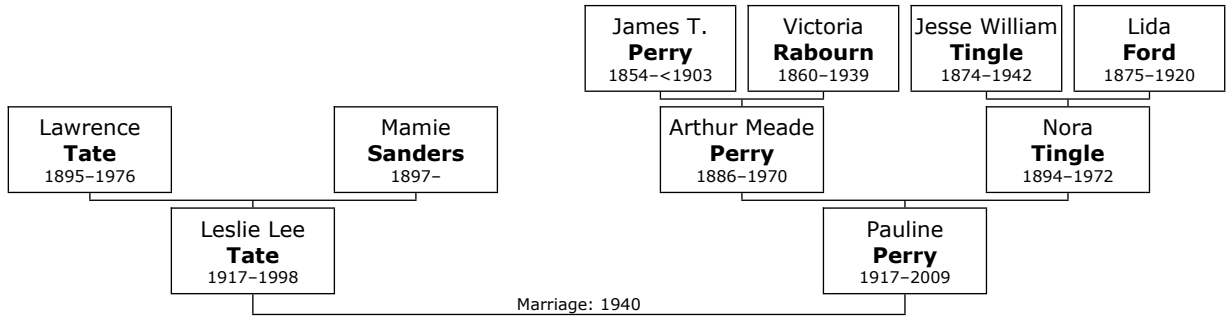 James T.
Perry
1854–<1903
Victoria
Rabourn
1860–1939
Jesse William
Tingle
1874–1942
Lida
Ford
1875–1920
Lawrence
Tate
1895–1976
Mamie
Sanders
1897–
Arthur Meade
Perry
1886–1970
Nora
Tingle
1894–1972
Leslie Lee
Tate
1917–1998
Pauline
Perry
1917–2009
Marriage: 1940